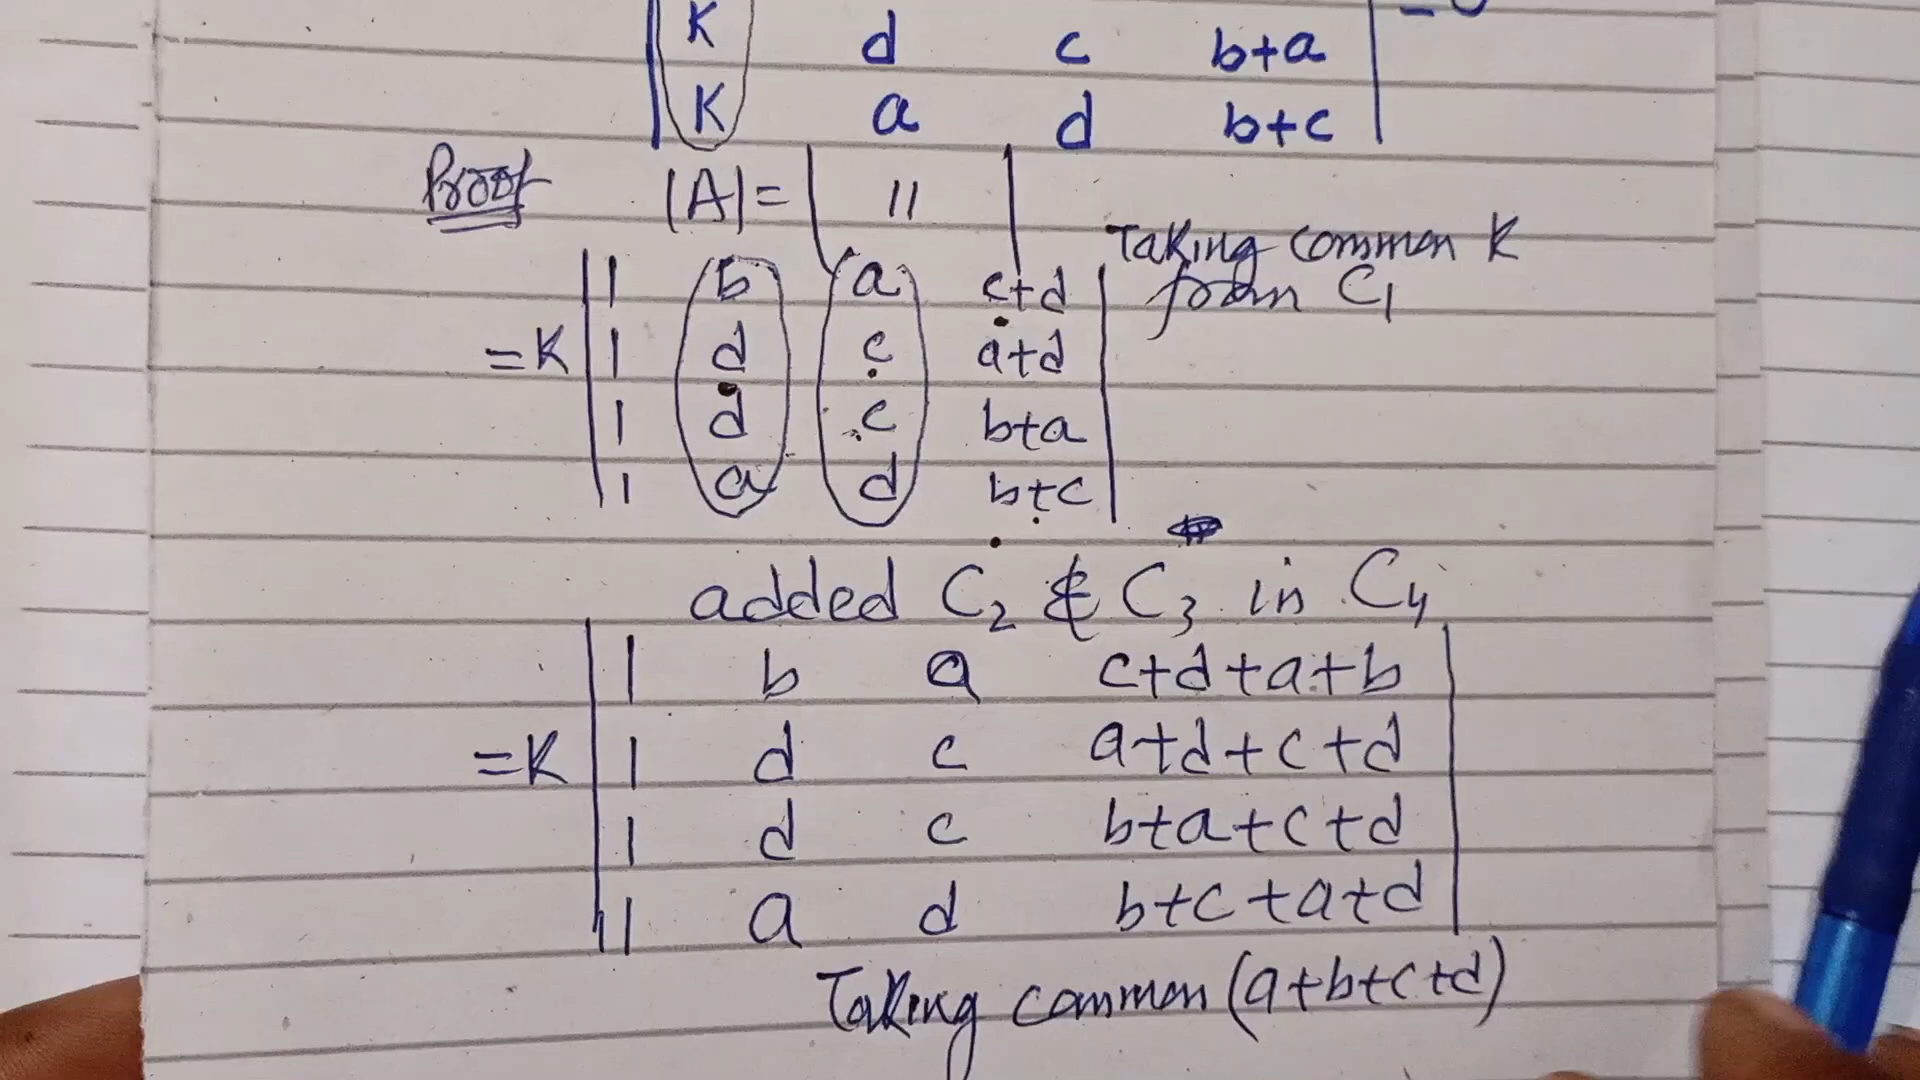 K d c b+a
K a d b+c
Proof |A| = | 11 |
Taking common K
from C1
1 b a c+d
= K 1 d c a+d
1 d c b+a
1 a d b+c
added C2 & C3 in C4
1 b a c+d+a+b
= K 1 d c a+d+c+d
1 d c b+a+c+d
1 a d b+c+a+d
Taking common (a+b+c+d)